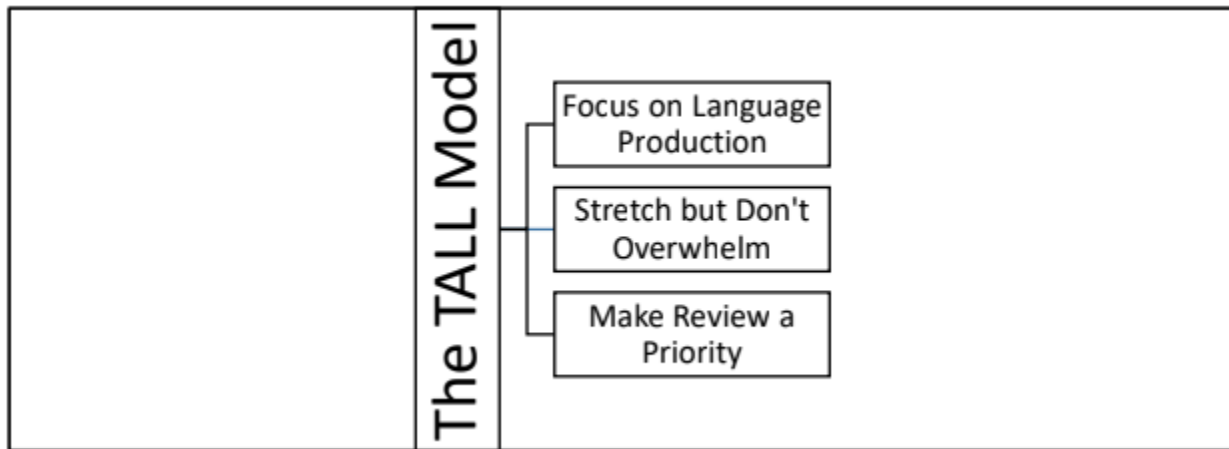 The TALL Model
Focus on Language
Production
Stretch but Don't
Overwhelm
Make Review a
Priority